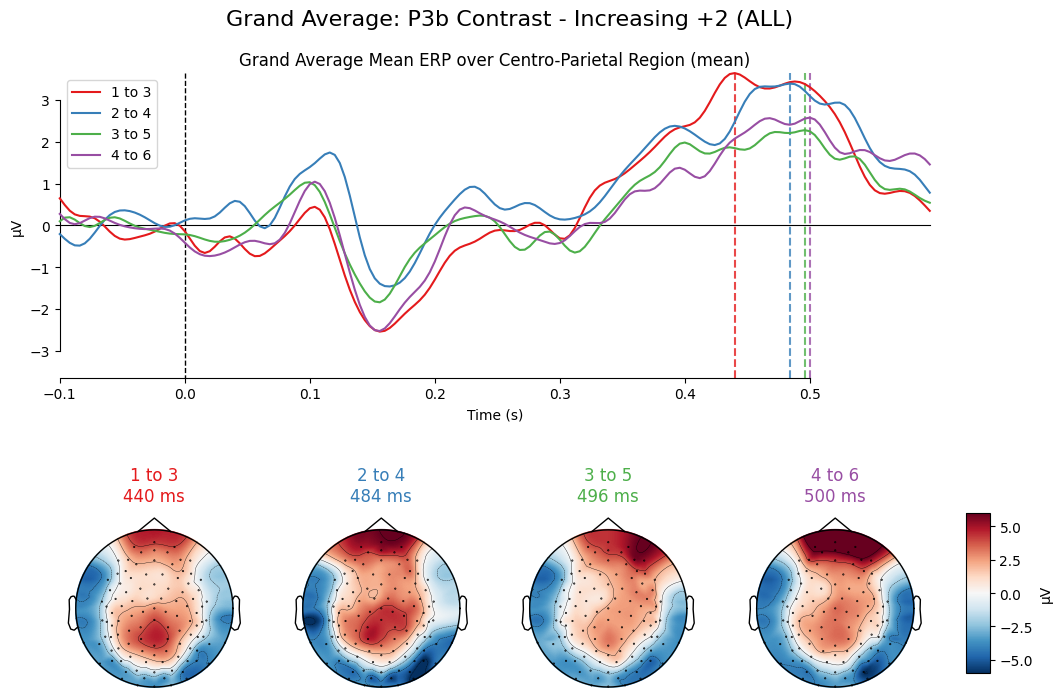 Grand Average: P3b Contrast - Increasing +2 (ALL)
Grand Average Mean ERP over Centro-Parietal Region (mean)
1 to 3
2 to 4
3 to 5
4 to 6
3
2
1
0
−1
−2
−3
µV
−0.1
0.0
0.1
0.2
0.3
0.4
0.5
Time (s)
1 to 3
440 ms
2 to 4
484 ms
3 to 5
496 ms
4 to 6
500 ms
5.0
2.5
0.0
−2.5
−5.0
µV